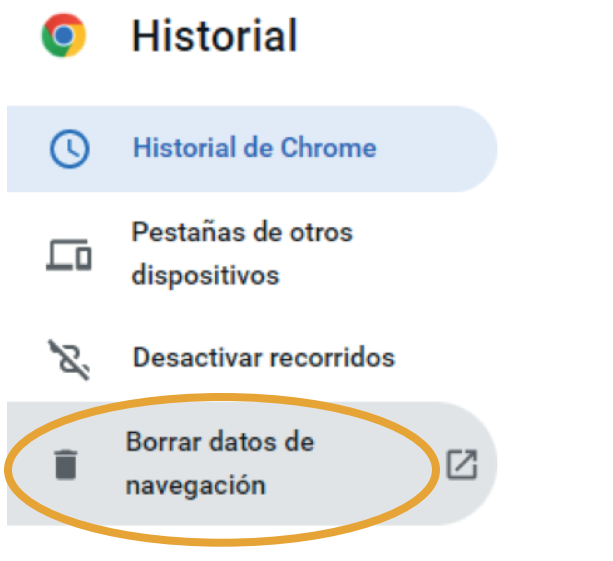 Historial
Historial de Chrome
Pestañas de otros
dispositivos
Desactivar recorridos
Borrar datos de
navegación